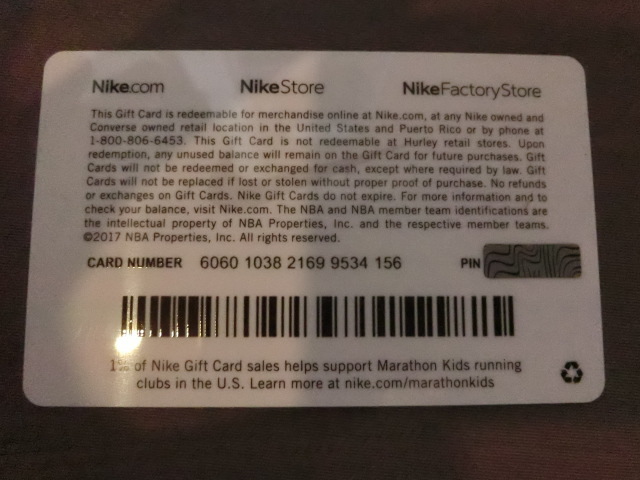 Nike.com NikeStore NikeFactoryStore
This Gift Card is redeemable for merchandise online at Nike.com, at any Nike owned and
Converse owned retail location in the United States and Puerto Rico or by phone at
1-800-806-6453. This Gift Card is not redeemable at Hurley retail stores. Upon
redemption, any unused balance will remain on the Gift Card for future purchases. Gift
Cards will not be redeemed or exchanged for cash, except where required by law. Gift
Cards will not be replaced if lost or stolen without proper proof of purchase. No refunds
or exchanges on Gift Cards. Nike Gift Cards do not expire. For more information and to
check your balance, visit Nike.com. The NBA and NBA member team identifications are
the intellectual property of NBA Properties, Inc. and the respective member teams.
©2017 NBA Properties, Inc. All rights reserved.
CARD NUMBER 6060 1038 2169 9534 156 PIN
1% of Nike Gift Card sales helps support Marathon Kids running
clubs in the U.S. Learn more at nike.com/marathonkids